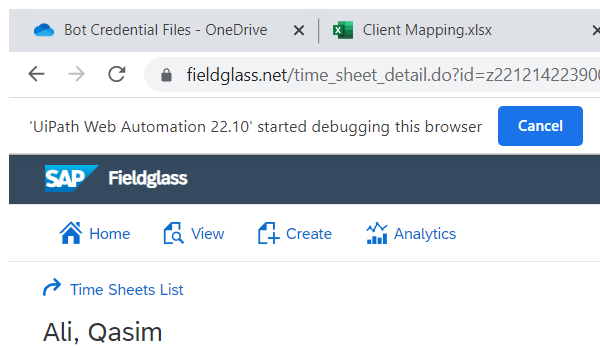 Bot Credential Files - OneDrive
Client Mapping.xlsx
fieldglass.net/time_sheet_detail.do?id=z22121422390
'UiPath Web Automation 22.10' started debugging this browser
Cancel
SAP Fieldglass
Home View Create Analytics
Time Sheets List
Ali, Qasim